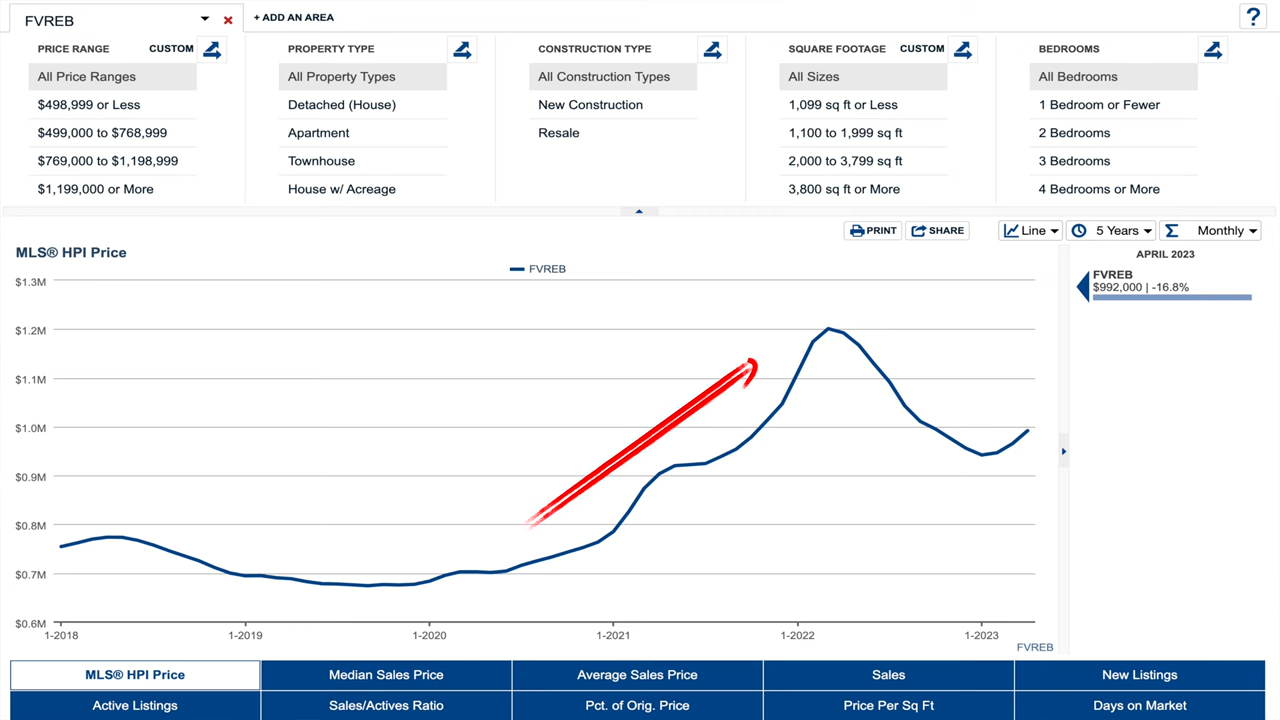 FVREB
+ ADD AN AREA
?
PRICE RANGE CUSTOM
All Price Ranges
$498,999 or Less
$499,000 to $768,999
$769,000 to $1,198,999
$1,199,000 or More
PROPERTY TYPE
All Property Types
Detached (House)
Apartment
Townhouse
House w/ Acreage
CONSTRUCTION TYPE
All Construction Types
New Construction
Resale
SQUARE FOOTAGE CUSTOM
All Sizes
1,099 sq ft or Less
1,100 to 1,999 sq ft
2,000 to 3,799 sq ft
3,800 sq ft or More
BEDROOMS
All Bedrooms
1 Bedroom or Fewer
2 Bedrooms
3 Bedrooms
4 Bedrooms or More
PRINT SHARE Line 5 Years Monthly
MLS® HPI Price
FVREB
APRIL 2023
FVREB
$992,000 | -16.8%
$1.3M
$1.2M
$1.1M
$1.0M
$0.9M
$0.8M
$0.7M
$0.6M
1-2018 1-2019 1-2020 1-2021 1-2022 1-2023
FVREB
MLS® HPI Price Median Sales Price Average Sales Price Sales New Listings
Active Listings Sales/Actives Ratio Pct. of Orig. Price Price Per Sq Ft Days on Market